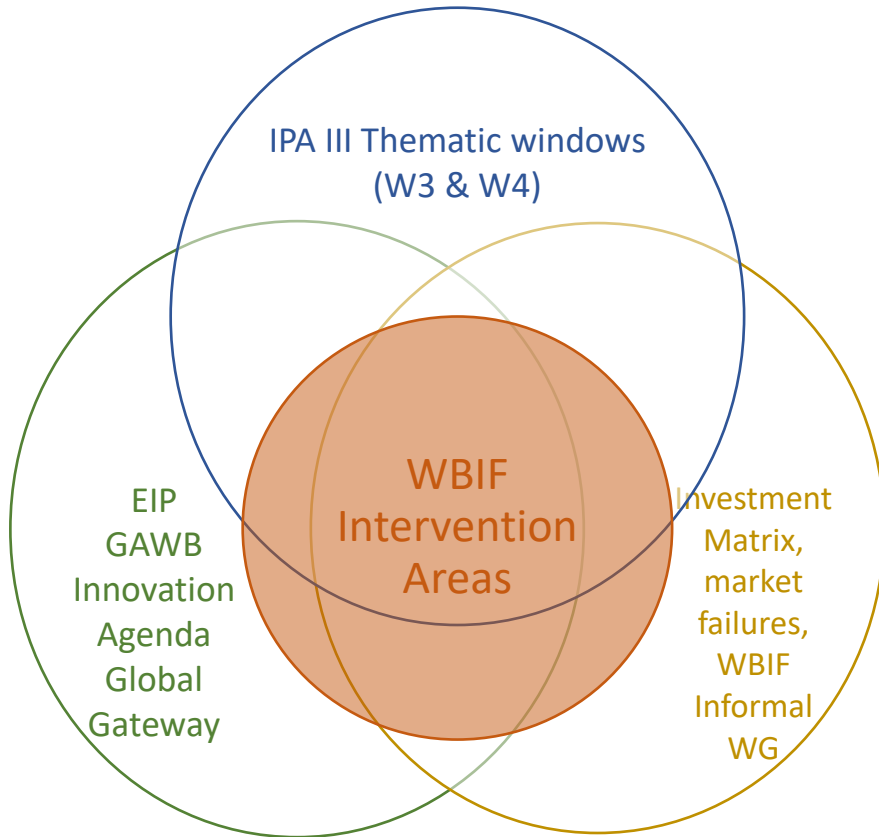 IPA III Thematic windows
(W3 & W4)
WBIF
Intervention
Areas
EIP
GAWB
Innovation
Agenda
Global
Gateway
Investment
Matrix,
market
failures,
WBIF
Informal
WG